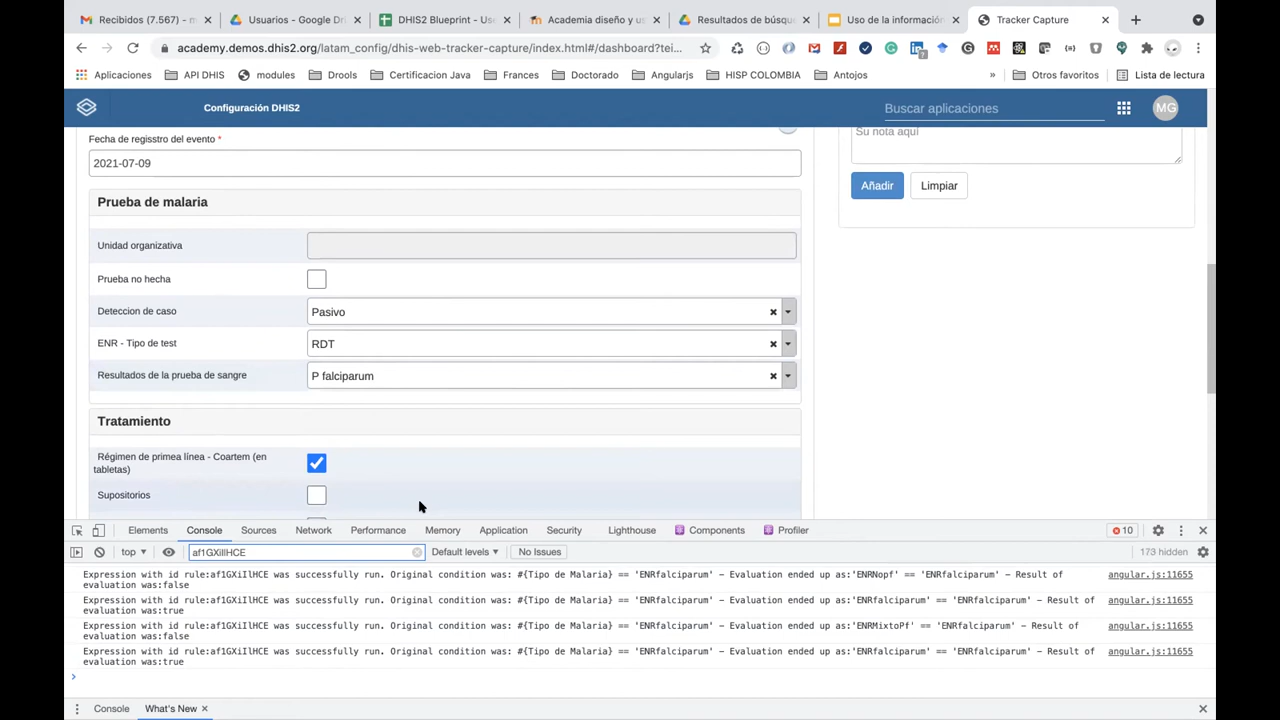 Recibidos (7.567) - m
Usuarios - Google Dri
DHIS2 Blueprint - Use
Academia diseño y us
Resultados de búsqu
Uso de la información
Tracker Capture
academy.demos.dhis2.org/latam_config/dhis-web-tracker-capture/index.html#/dashboard?tei...
Aplicaciones
API DHIS
modules
Drools
Certificacion Java
Frances
Doctorado
Angularjs
HISP COLOMBIA
Antojos
»
Otros favoritos
Lista de lectura
Configuración DHIS2
Buscar aplicaciones
MG
Fecha de regisstro del evento *
2021-07-09
Su nota aquí
Añadir
Limpiar
Prueba de malaria
Unidad organizativa
Prueba no hecha
Deteccion de caso
Pasivo
ENR - Tipo de test
RDT
Resultados de la prueba de sangre
P falciparum
Tratamiento
Régimen de primea línea - Coartem (en
tabletas)
Supositorios
Elements
Console
Sources
Network
Performance
Memory
Application
Security
Lighthouse
Components
Profiler
10
top
af1GXiIlHCE
Default levels
No Issues
173 hidden
Expression with id rule:af1GXiIlHCE was successfully run. Original condition was: #{Tipo de Malaria} == 'ENRfalciparum' – Evaluation ended up as:'ENRNopf' == 'ENRfalciparum' – Result of
angular.js:11655
evaluation was:false
Expression with id rule:af1GXiIlHCE was successfully run. Original condition was: #{Tipo de Malaria} == 'ENRfalciparum' – Evaluation ended up as:'ENRfalciparum' == 'ENRfalciparum' – Result of
angular.js:11655
evaluation was:true
Expression with id rule:af1GXiIlHCE was successfully run. Original condition was: #{Tipo de Malaria} == 'ENRfalciparum' – Evaluation ended up as:'ENRMixtoPf' == 'ENRfalciparum' – Result of
angular.js:11655
evaluation was:false
Expression with id rule:af1GXiIlHCE was successfully run. Original condition was: #{Tipo de Malaria} == 'ENRfalciparum' – Evaluation ended up as:'ENRfalciparum' == 'ENRfalciparum' – Result of
angular.js:11655
evaluation was:true
>
Console
What's New